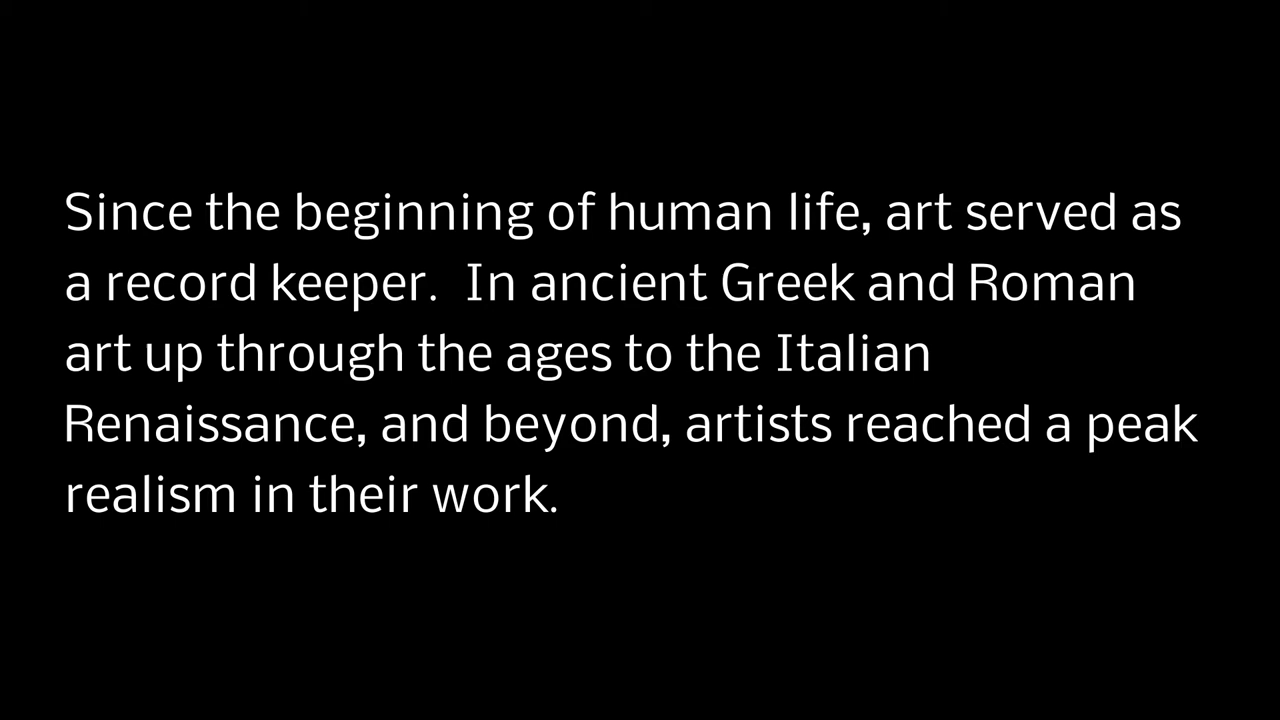 Since the beginning of human life, art served as
a record keeper.  In ancient Greek and Roman
art up through the ages to the Italian
Renaissance, and beyond, artists reached a peak
realism in their work.